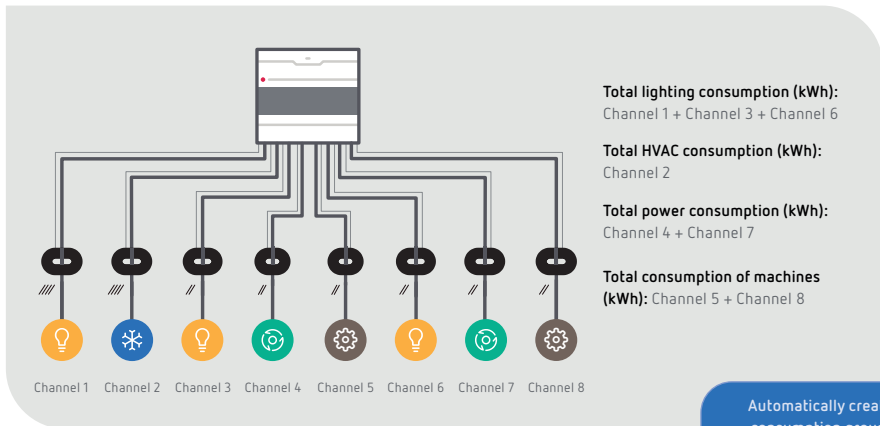 Total lighting consumption (kWh):
Channel 1 + Channel 3 + Channel 6
Total HVAC consumption (kWh):
Channel 2
Total power consumption (kWh):
Channel 4 + Channel 7
Total consumption of machines
(kWh): Channel 5 + Channel 8
Channel 1 Channel 2 Channel 3 Channel 4 Channel 5 Channel 6 Channel 7 Channel 8
Automatically